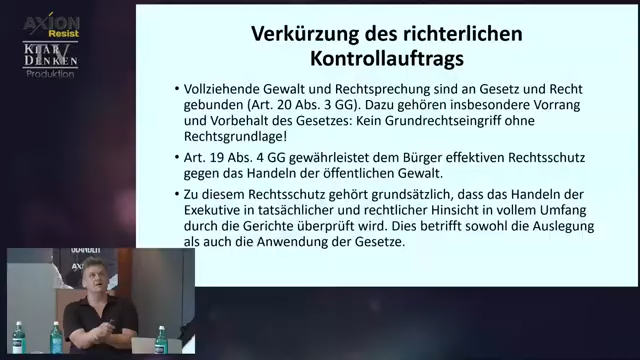 AXION
Resist
KLAR
DENKEN
TV
Produktion
Verkürzung des richterlichen
Kontrollauftrags
• Vollziehende Gewalt und Rechtsprechung sind an Gesetz und Recht
gebunden (Art. 20 Abs. 3 GG). Dazu gehören insbesondere Vorrang
und Vorbehalt des Gesetzes: Kein Grundrechtseingriff ohne
Rechtsgrundlage!
• Art. 19 Abs. 4 GG gewährleistet dem Bürger effektiven Rechtsschutz
gegen das Handeln der öffentlichen Gewalt.
• Zu diesem Rechtsschutz gehört grundsätzlich, dass das Handeln der
Exekutive in tatsächlicher und rechtlicher Hinsicht in vollem Umfang
durch die Gerichte überprüft wird. Dies betrifft sowohl die Auslegung
als auch die Anwendung der Gesetze.